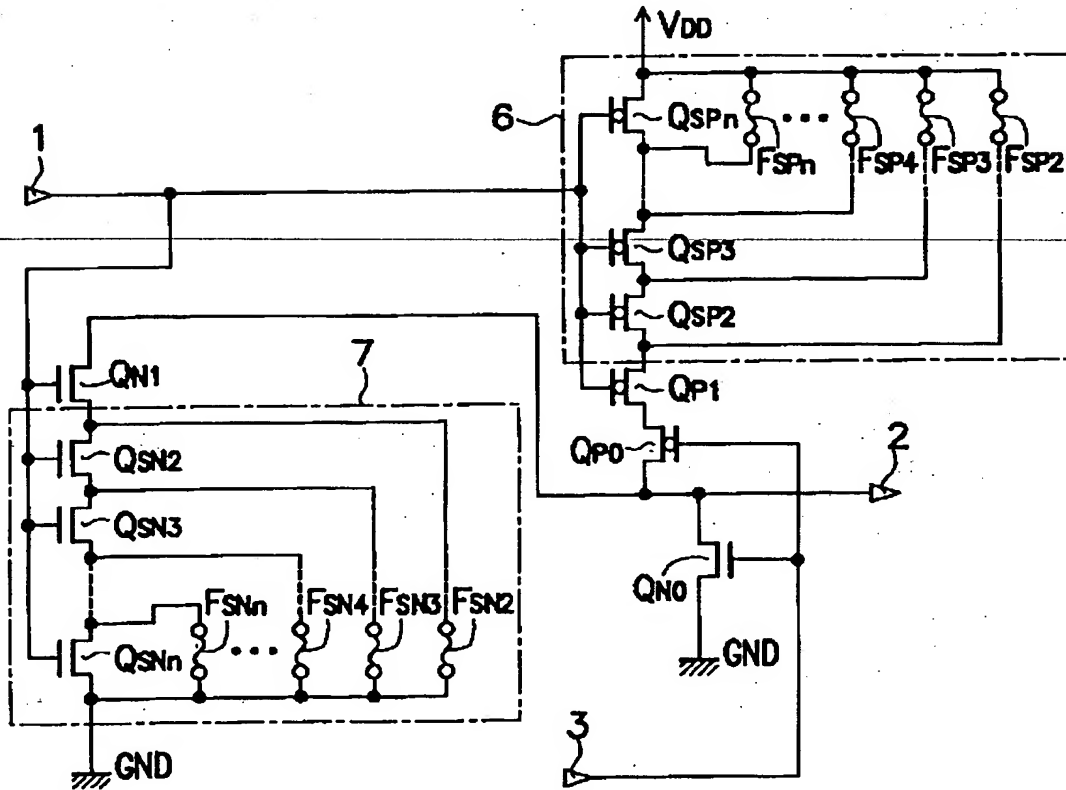 VDD
6
QSPn
FSPn
FSP4
FSP3
FSP2
1
QSP3
QSP2
7
QN1
QP1
QP0
2
QSN2
QSN3
QN0
FSNn
FSN4
FSN3
FSN2
QSNn
GND
3
GND